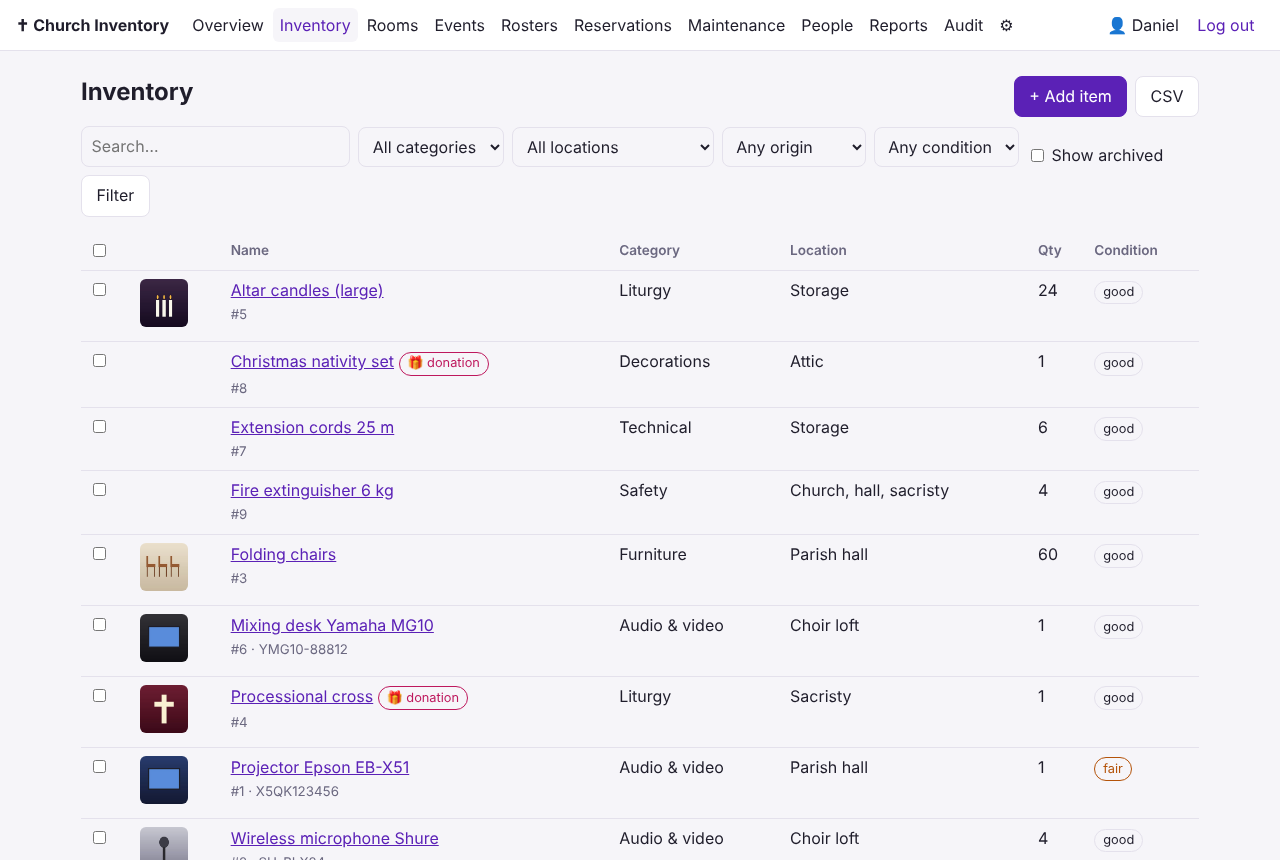 ✝ Church Inventory Overview Inventory Rooms Events Rosters Reservations Maintenance People Reports Audit ⚙ 👤 Daniel Log out
Inventory
+ Add item CSV
Search... All categories All locations Any origin Any condition Show archived
Filter
Name Category Location Qty Condition
Altar candles (large) Liturgy Storage 24 good
#5
Christmas nativity set 🎁 donation Decorations Attic 1 good
#8
Extension cords 25 m Technical Storage 6 good
#7
Fire extinguisher 6 kg Safety Church, hall, sacristy 4 good
#9
Folding chairs Furniture Parish hall 60 good
#3
Mixing desk Yamaha MG10 Audio & video Choir loft 1 good
#6 · YMG10-88812
Processional cross 🎁 donation Liturgy Sacristy 1 good
#4
Projector Epson EB-X51 Audio & video Parish hall 1 fair
#1 · X5QK123456
Wireless microphone Shure Audio & video Choir loft 4 good